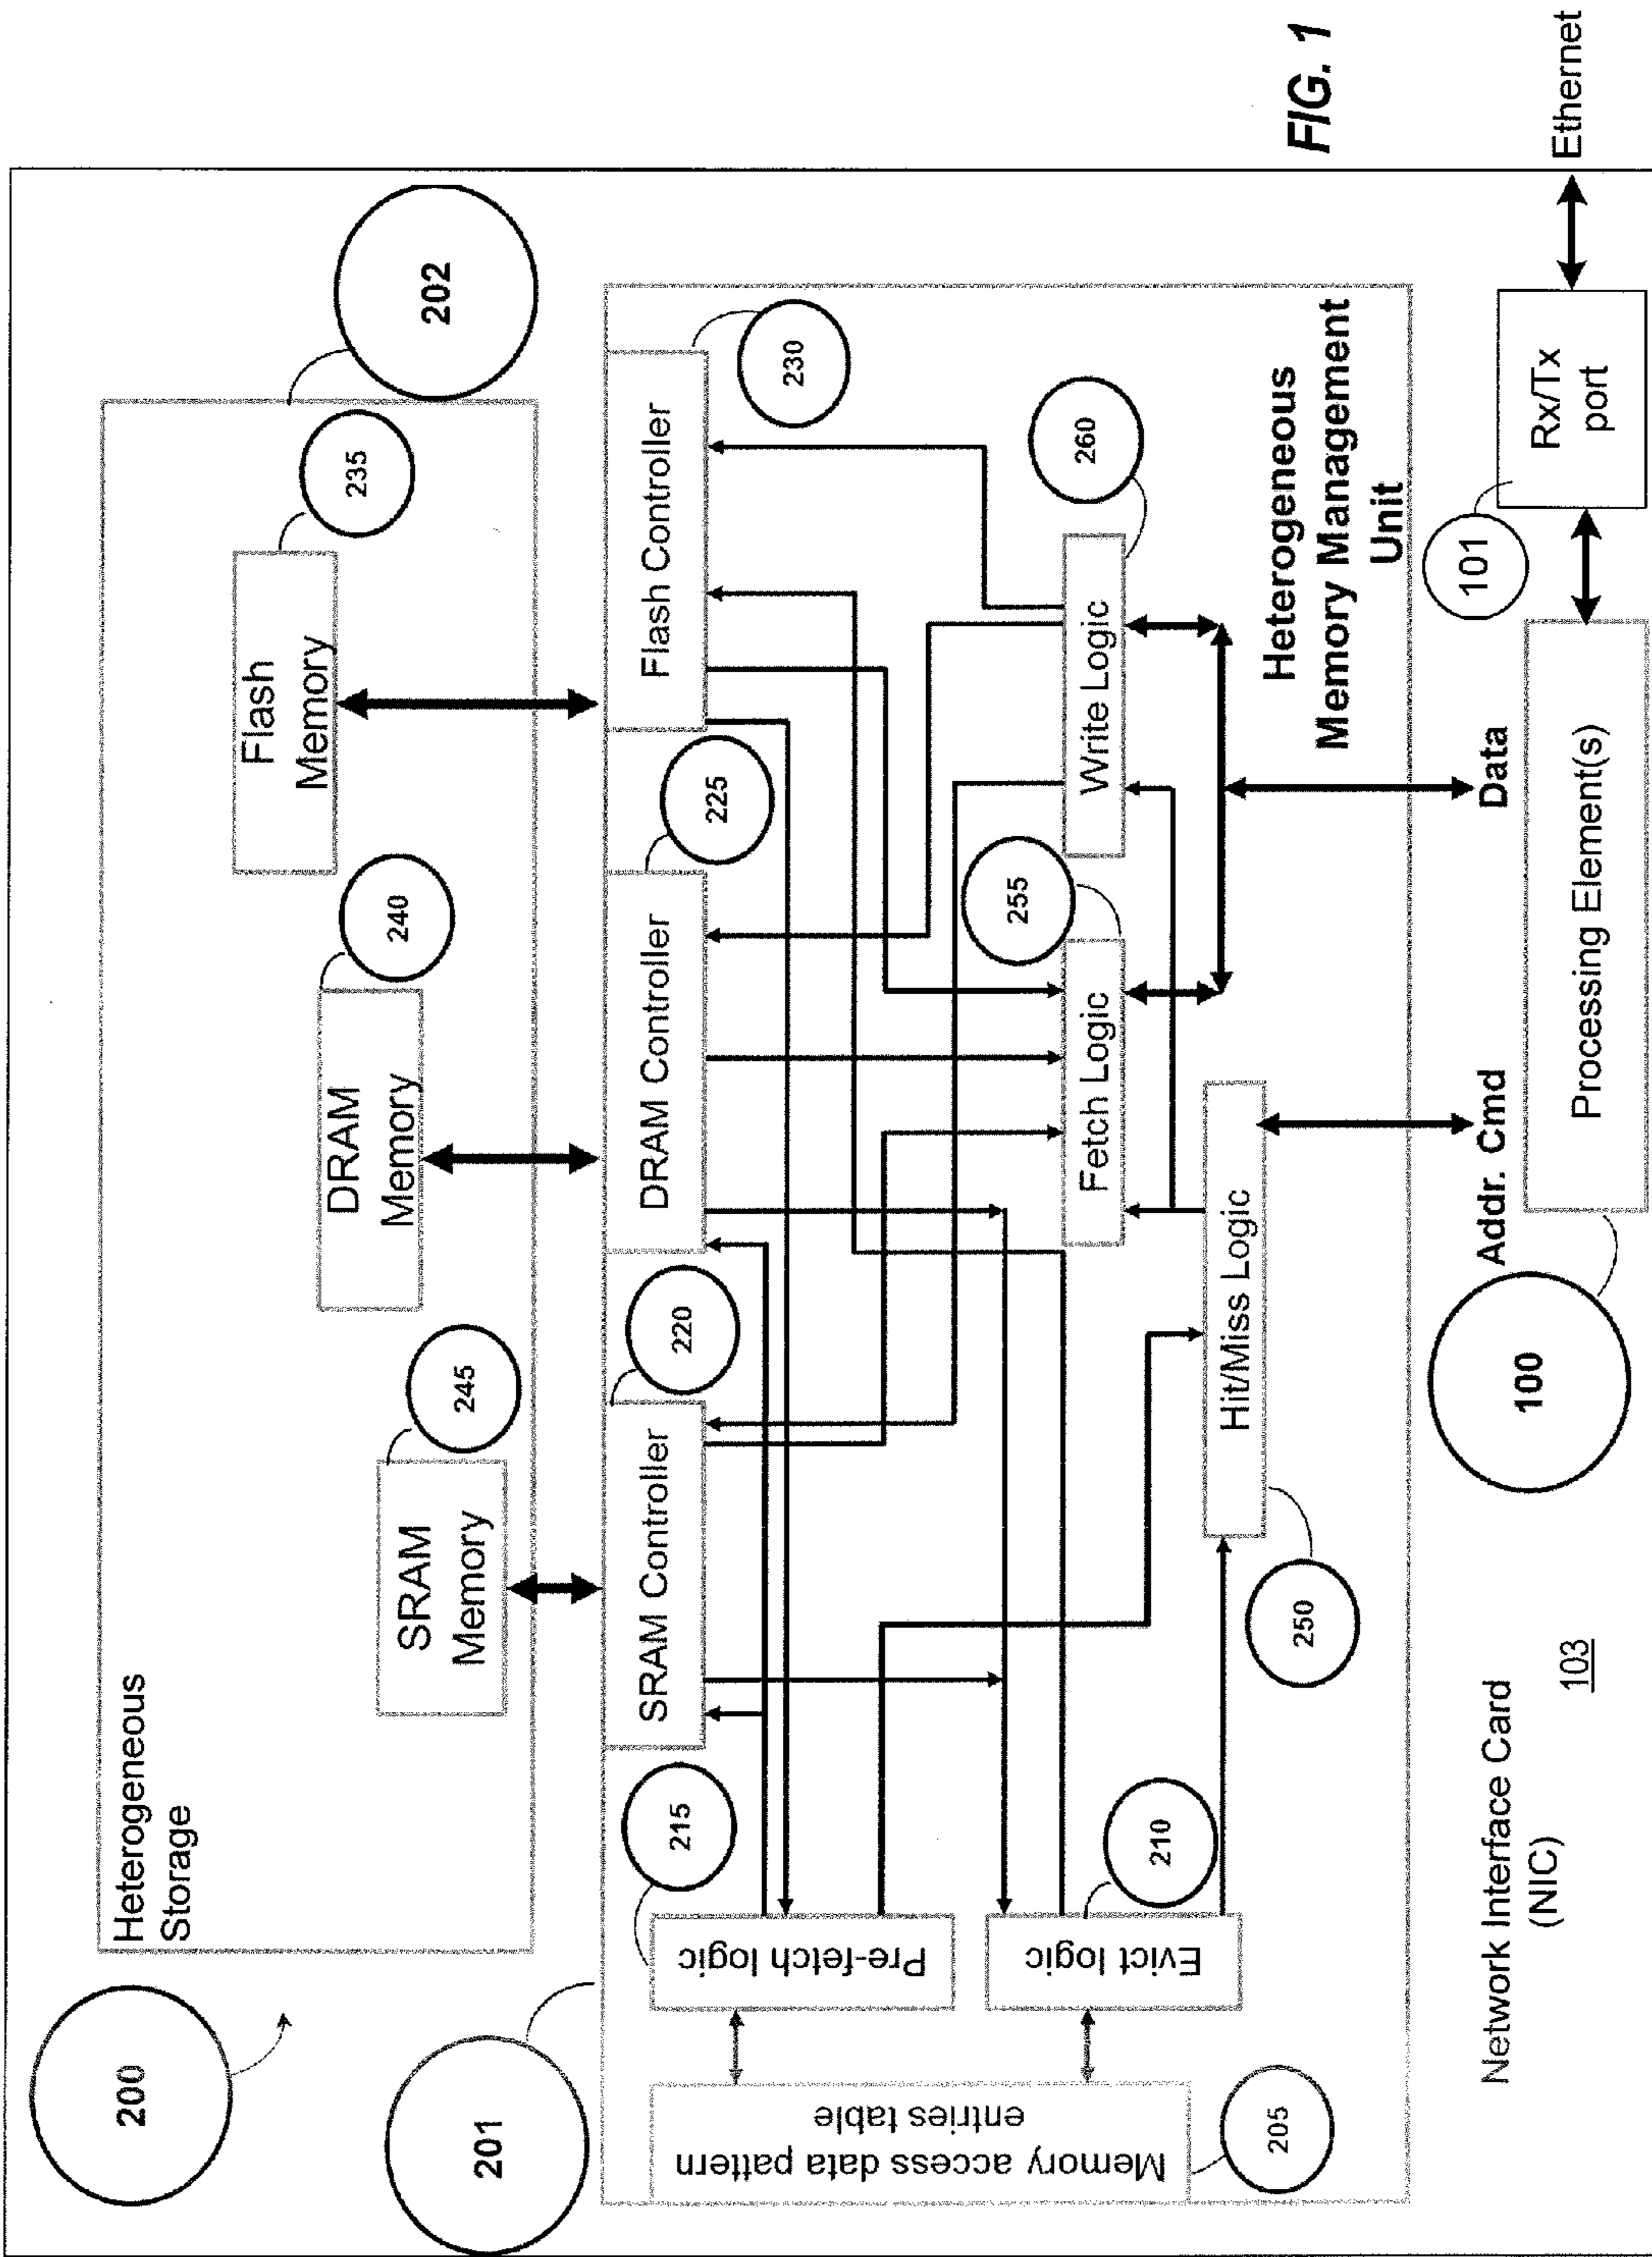 200
Heterogeneous
Storage
202
Flash
Memory
235
DRAM
Memory
240
SRAM
Memory
245
201
SRAM Controller
220
DRAM Controller
225
Flash Controller
230
Pre-fetch logic
215
Evict logic
210
Memory access data pattern
entries table
205
Fetch Logic
255
Write Logic
260
Hit/Miss Logic
250
Heterogeneous
Memory Management
Unit
Addr. Cmd
Data
Network Interface Card
(NIC)
103
100
Processing Element(s)
101
Rx/Tx
port
Ethernet
FIG. 1